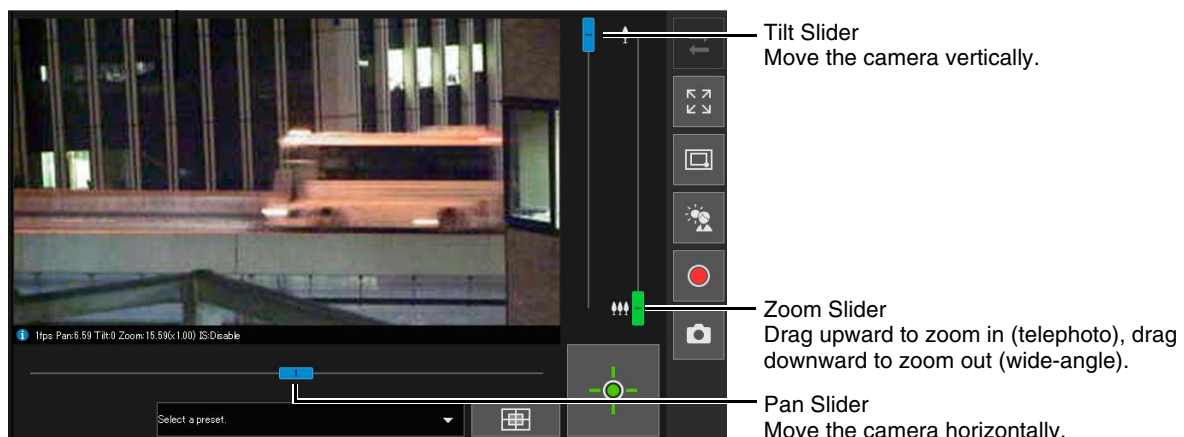 Tilt Slider
Move the camera vertically.
Zoom Slider
Drag upward to zoom in (telephoto), drag
downward to zoom out (wide-angle).
1fps Pan:6.59 Tilt:0 Zoom:15.59(x1.00) IS:Disable
Pan Slider
Move the camera horizontally.
Select a preset.